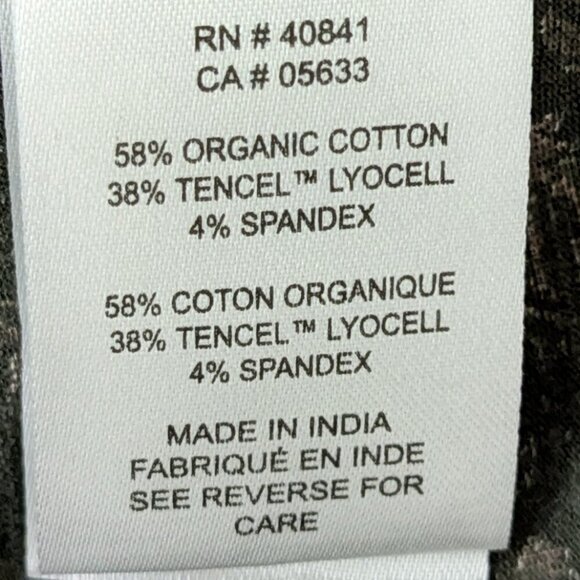 RN # 40841
CA # 05633
58% ORGANIC COTTON
38% TENCEL™ LYOCELL
4% SPANDEX
58% COTON ORGANIQUE
38% TENCEL™ LYOCELL
4% SPANDEX
MADE IN INDIA
FABRIQUÉ EN INDE
SEE REVERSE FOR
CARE